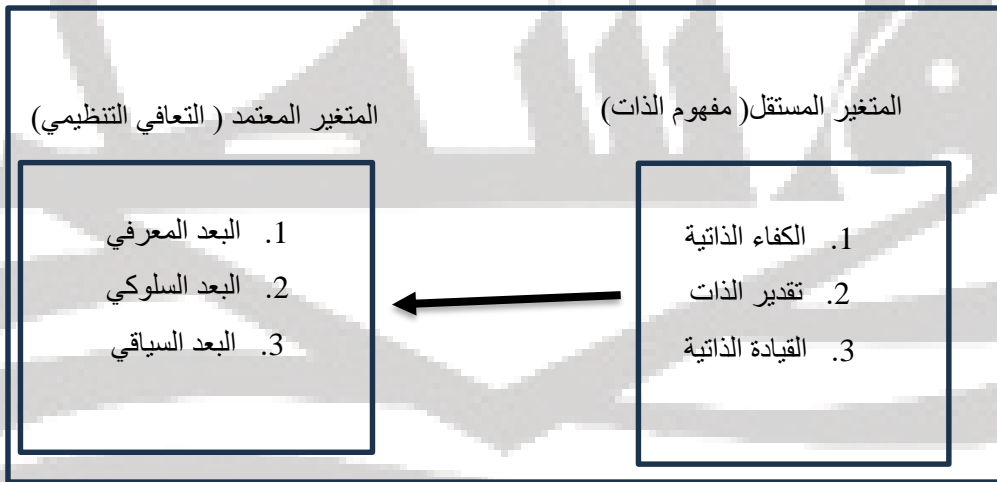 المتغير المستقل( مفهوم الذات)
1. الكفاء الذاتية
2. تقدير الذات
3. القيادة الذاتية
المتغير المعتمد ( التعافي التنظيمي)
1. البعد المعرفي
2. البعد السلوكي
3. البعد السياقي